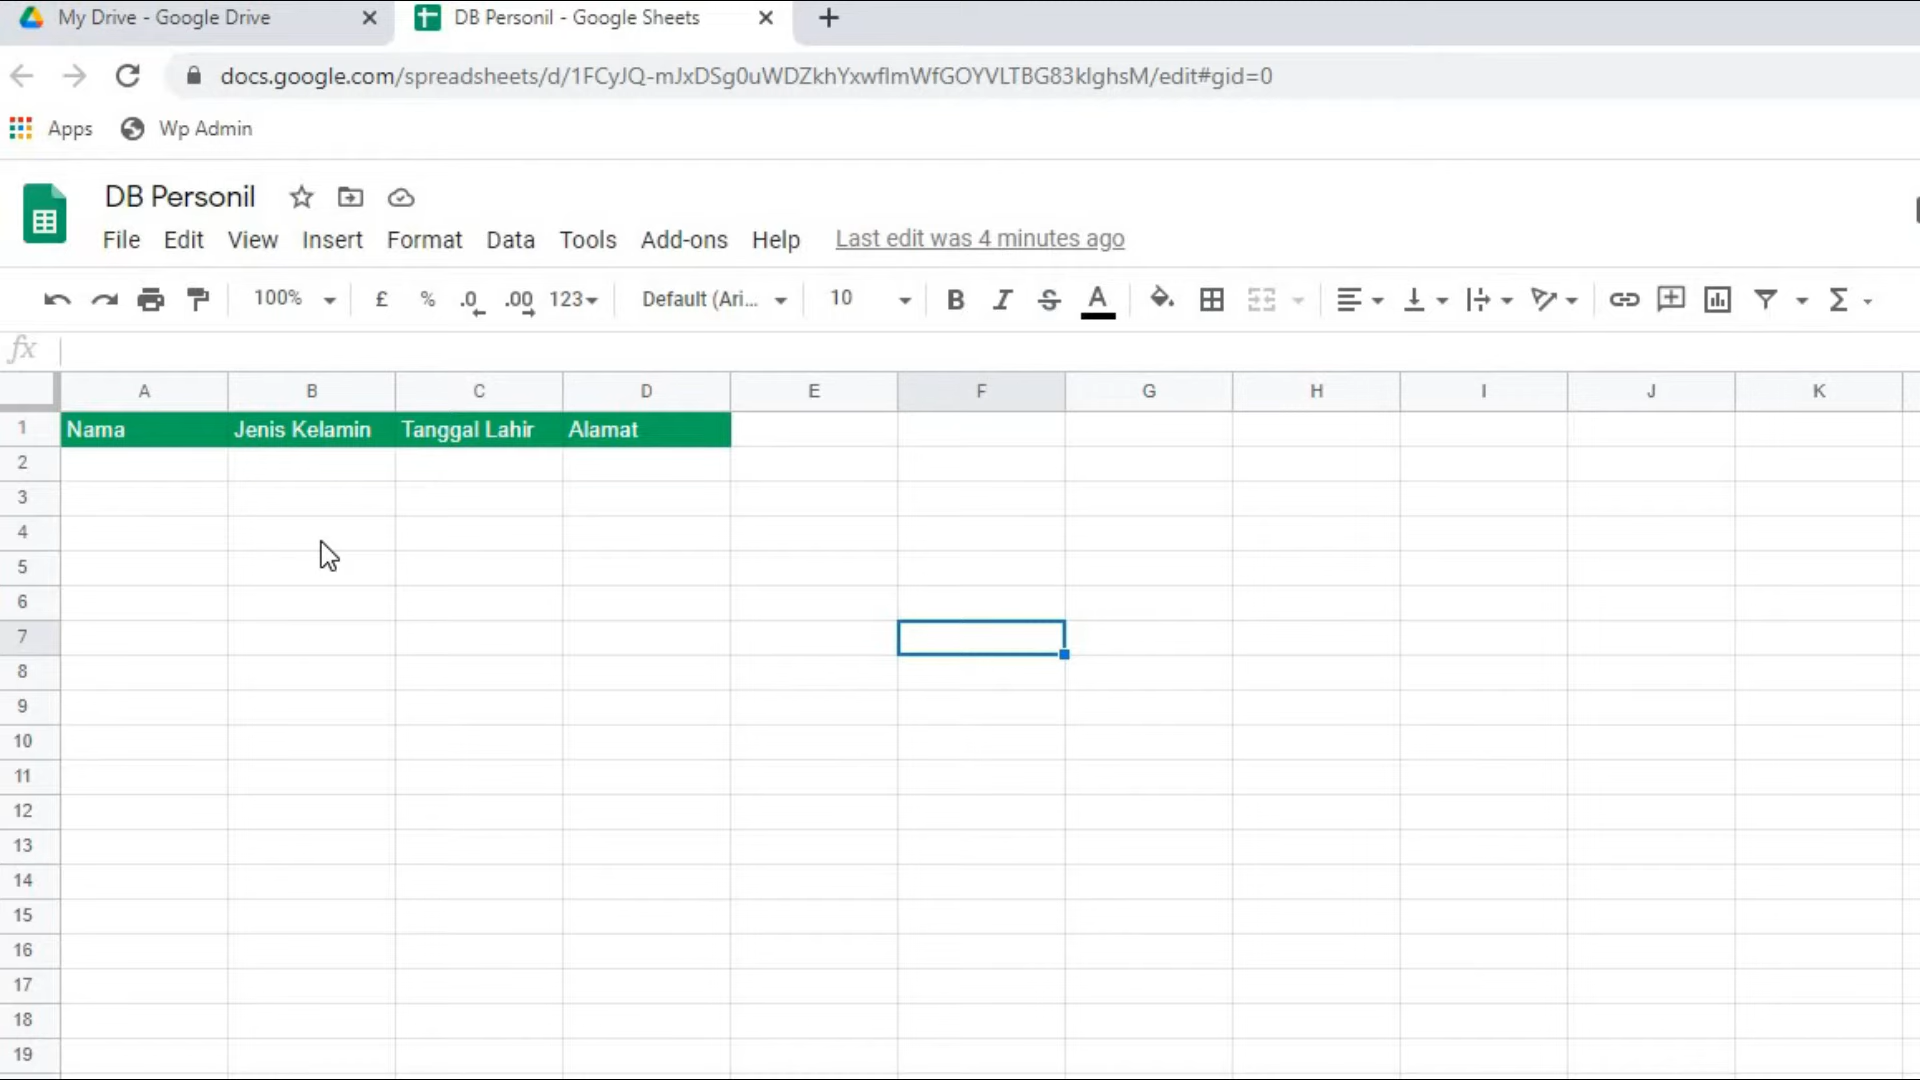 My Drive - Google Drive
DB Personil - Google Sheets
docs.google.com/spreadsheets/d/1FCyJQ-mJxDSg0uWDZkhYxwfImWfGOYVLTBG83kIghsM/edit#gid=0
Apps
Wp Admin
DB Personil
File Edit View Insert Format Data Tools Add-ons Help Last edit was 4 minutes ago
100% £ % .0 .00 123 Default (Ari... 10 B I S A Σ
fx
A B C D E F G H I J K
1 Nama Jenis Kelamin Tanggal Lahir Alamat
2
3
4
5
6
7
8
9
10
11
12
13
14
15
16
17
18
19